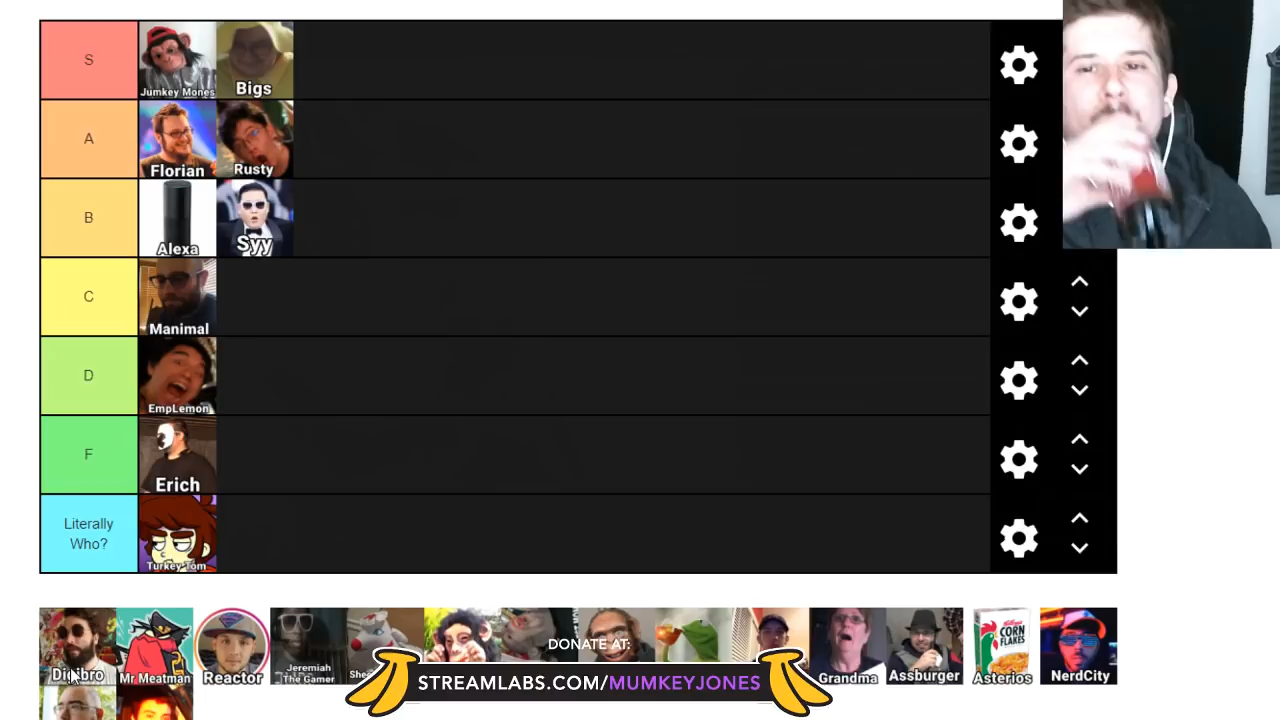 S
Jumkey Mones
Bigs
A
Florian
Rusty
B
Alexa
Syy
C
Manimal
D
EmpLemon
F
Erich
Literally
Who?
Turkey Tom
Mr Meatman
Reactor
Jeremiah
The Gamer
Grandma
Assburger
Kellogg's
CORN
FLAKES
Asterios
NerdCity
DONATE AT:
STREAMLABS.COM/MUMKEYJONES